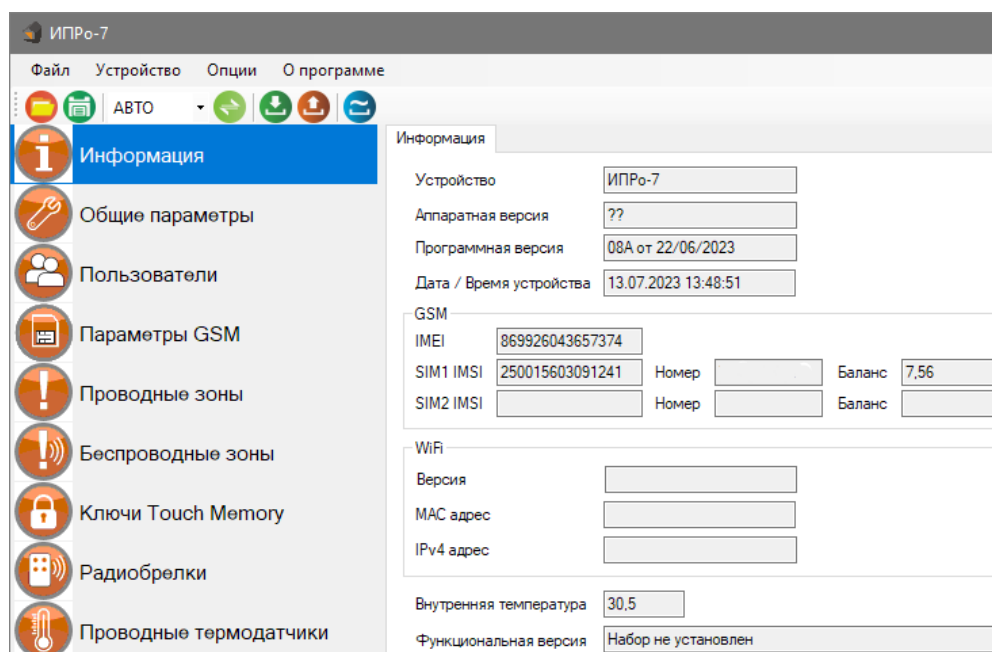 ИПРо-7
Файл Устройство Опции О программе
АВТО
Информация
Общие параметры
Пользователи
Параметры GSM
Проводные зоны
Беспроводные зоны
Ключи Touch Memory
Радиобрелки
Проводные термодатчики
Информация
Устройство ИПРо-7
Аппаратная версия ??
Программная версия 08A от 22/06/2023
Дата / Время устройства 13.07.2023 13:48:51
GSM
IMEI 869926043657374
SIM1 IMSI 250015603091241 Номер Баланс 7,56
SIM2 IMSI Номер Баланс
WiFi
Версия
MAC адрес
IPv4 адрес
Внутренняя температура 30,5
Функциональная версия Набор не установлен